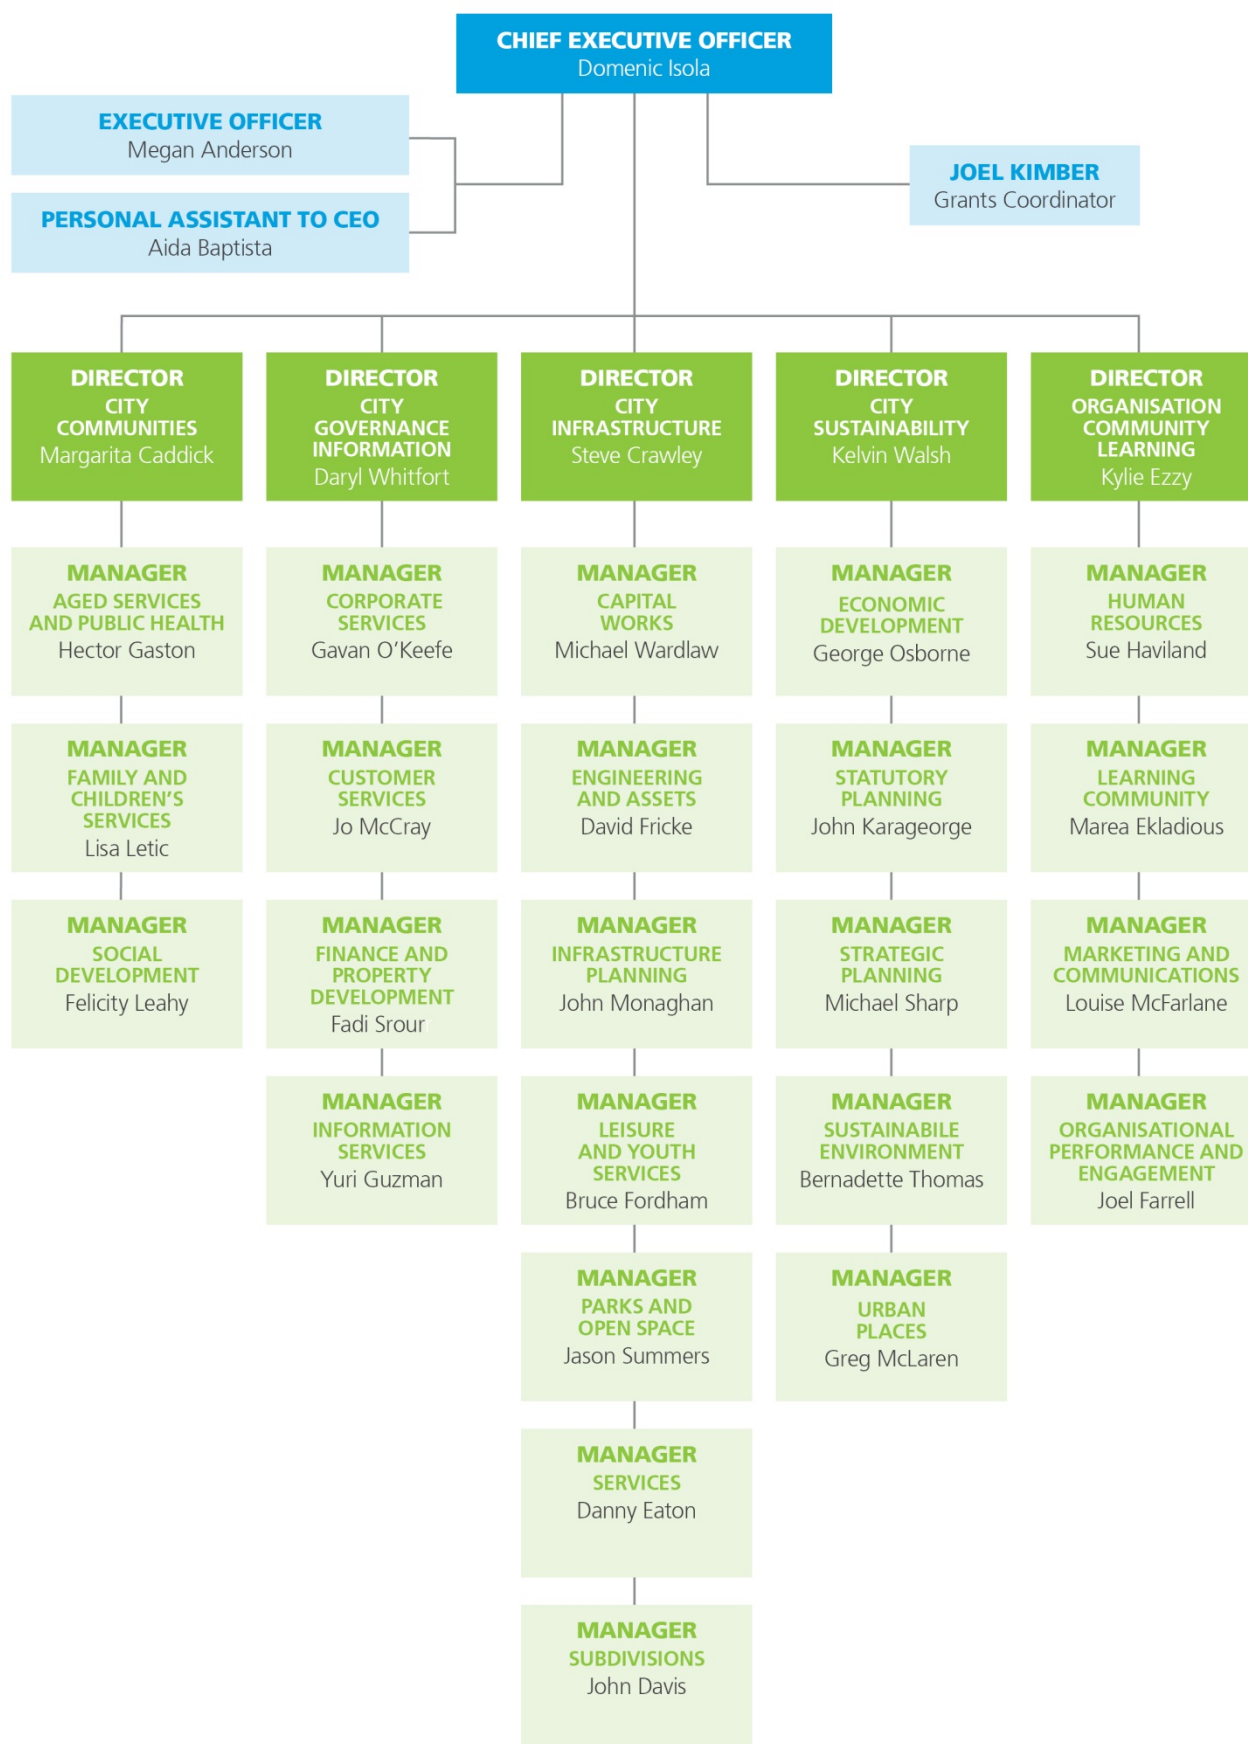 CHIEF EXECUTIVE OFFICER
Domenic Isola
EXECUTIVE OFFICER
Megan Anderson
PERSONAL ASSISTANT TO CEO
Aida Baptista
JOEL KIMBER
Grants Coordinator
DIRECTOR
CITY
COMMUNITIES
Margarita Caddick
MANAGER
AGED SERVICES
AND PUBLIC HEALTH
Hector Gaston
MANAGER
FAMILY AND
CHILDREN’S
SERVICES
Lisa Letic
MANAGER
SOCIAL
DEVELOPMENT
Felicity Leahy
DIRECTOR
CITY
GOVERNANCE
INFORMATION
Daryl Whitfort
MANAGER
CORPORATE
SERVICES
Gavan O’Keefe
MANAGER
CUSTOMER
SERVICES
Jo McCray
MANAGER
FINANCE AND
PROPERTY
DEVELOPMENT
Fadi Srour
MANAGER
INFORMATION
SERVICES
Yuri Guzman
DIRECTOR
CITY
INFRASTRUCTURE
Steve Crawley
MANAGER
CAPITAL
WORKS
Michael Wardlaw
MANAGER
ENGINEERING
AND ASSETS
David Fricke
MANAGER
INFRASTRUCTURE
PLANNING
John Monaghan
MANAGER
LEISURE
AND YOUTH
SERVICES
Bruce Fordham
MANAGER
PARKS AND
OPEN SPACE
Jason Summers
MANAGER
SERVICES
Danny Eaton
MANAGER
SUBDIVISIONS
John Davis
DIRECTOR
CITY
SUSTAINABILITY
Kelvin Walsh
MANAGER
ECONOMIC
DEVELOPMENT
George Osborne
MANAGER
STATUTORY
PLANNING
John Karageorge
MANAGER
STRATEGIC
PLANNING
Michael Sharp
MANAGER
SUSTAINABILE
ENVIRONMENT
Bernadette Thomas
MANAGER
URBAN
PLACES
Greg McLaren
DIRECTOR
ORGANISATION
COMMUNITY
LEARNING
Kylie Ezzy
MANAGER
HUMAN
RESOURCES
Sue Haviland
MANAGER
LEARNING
COMMUNITY
Marea Ekladious
MANAGER
MARKETING AND
COMMUNICATIONS
Louise McFarlane
MANAGER
ORGANISATIONAL
PERFORMANCE AND
ENGAGEMENT
Joel Farrell